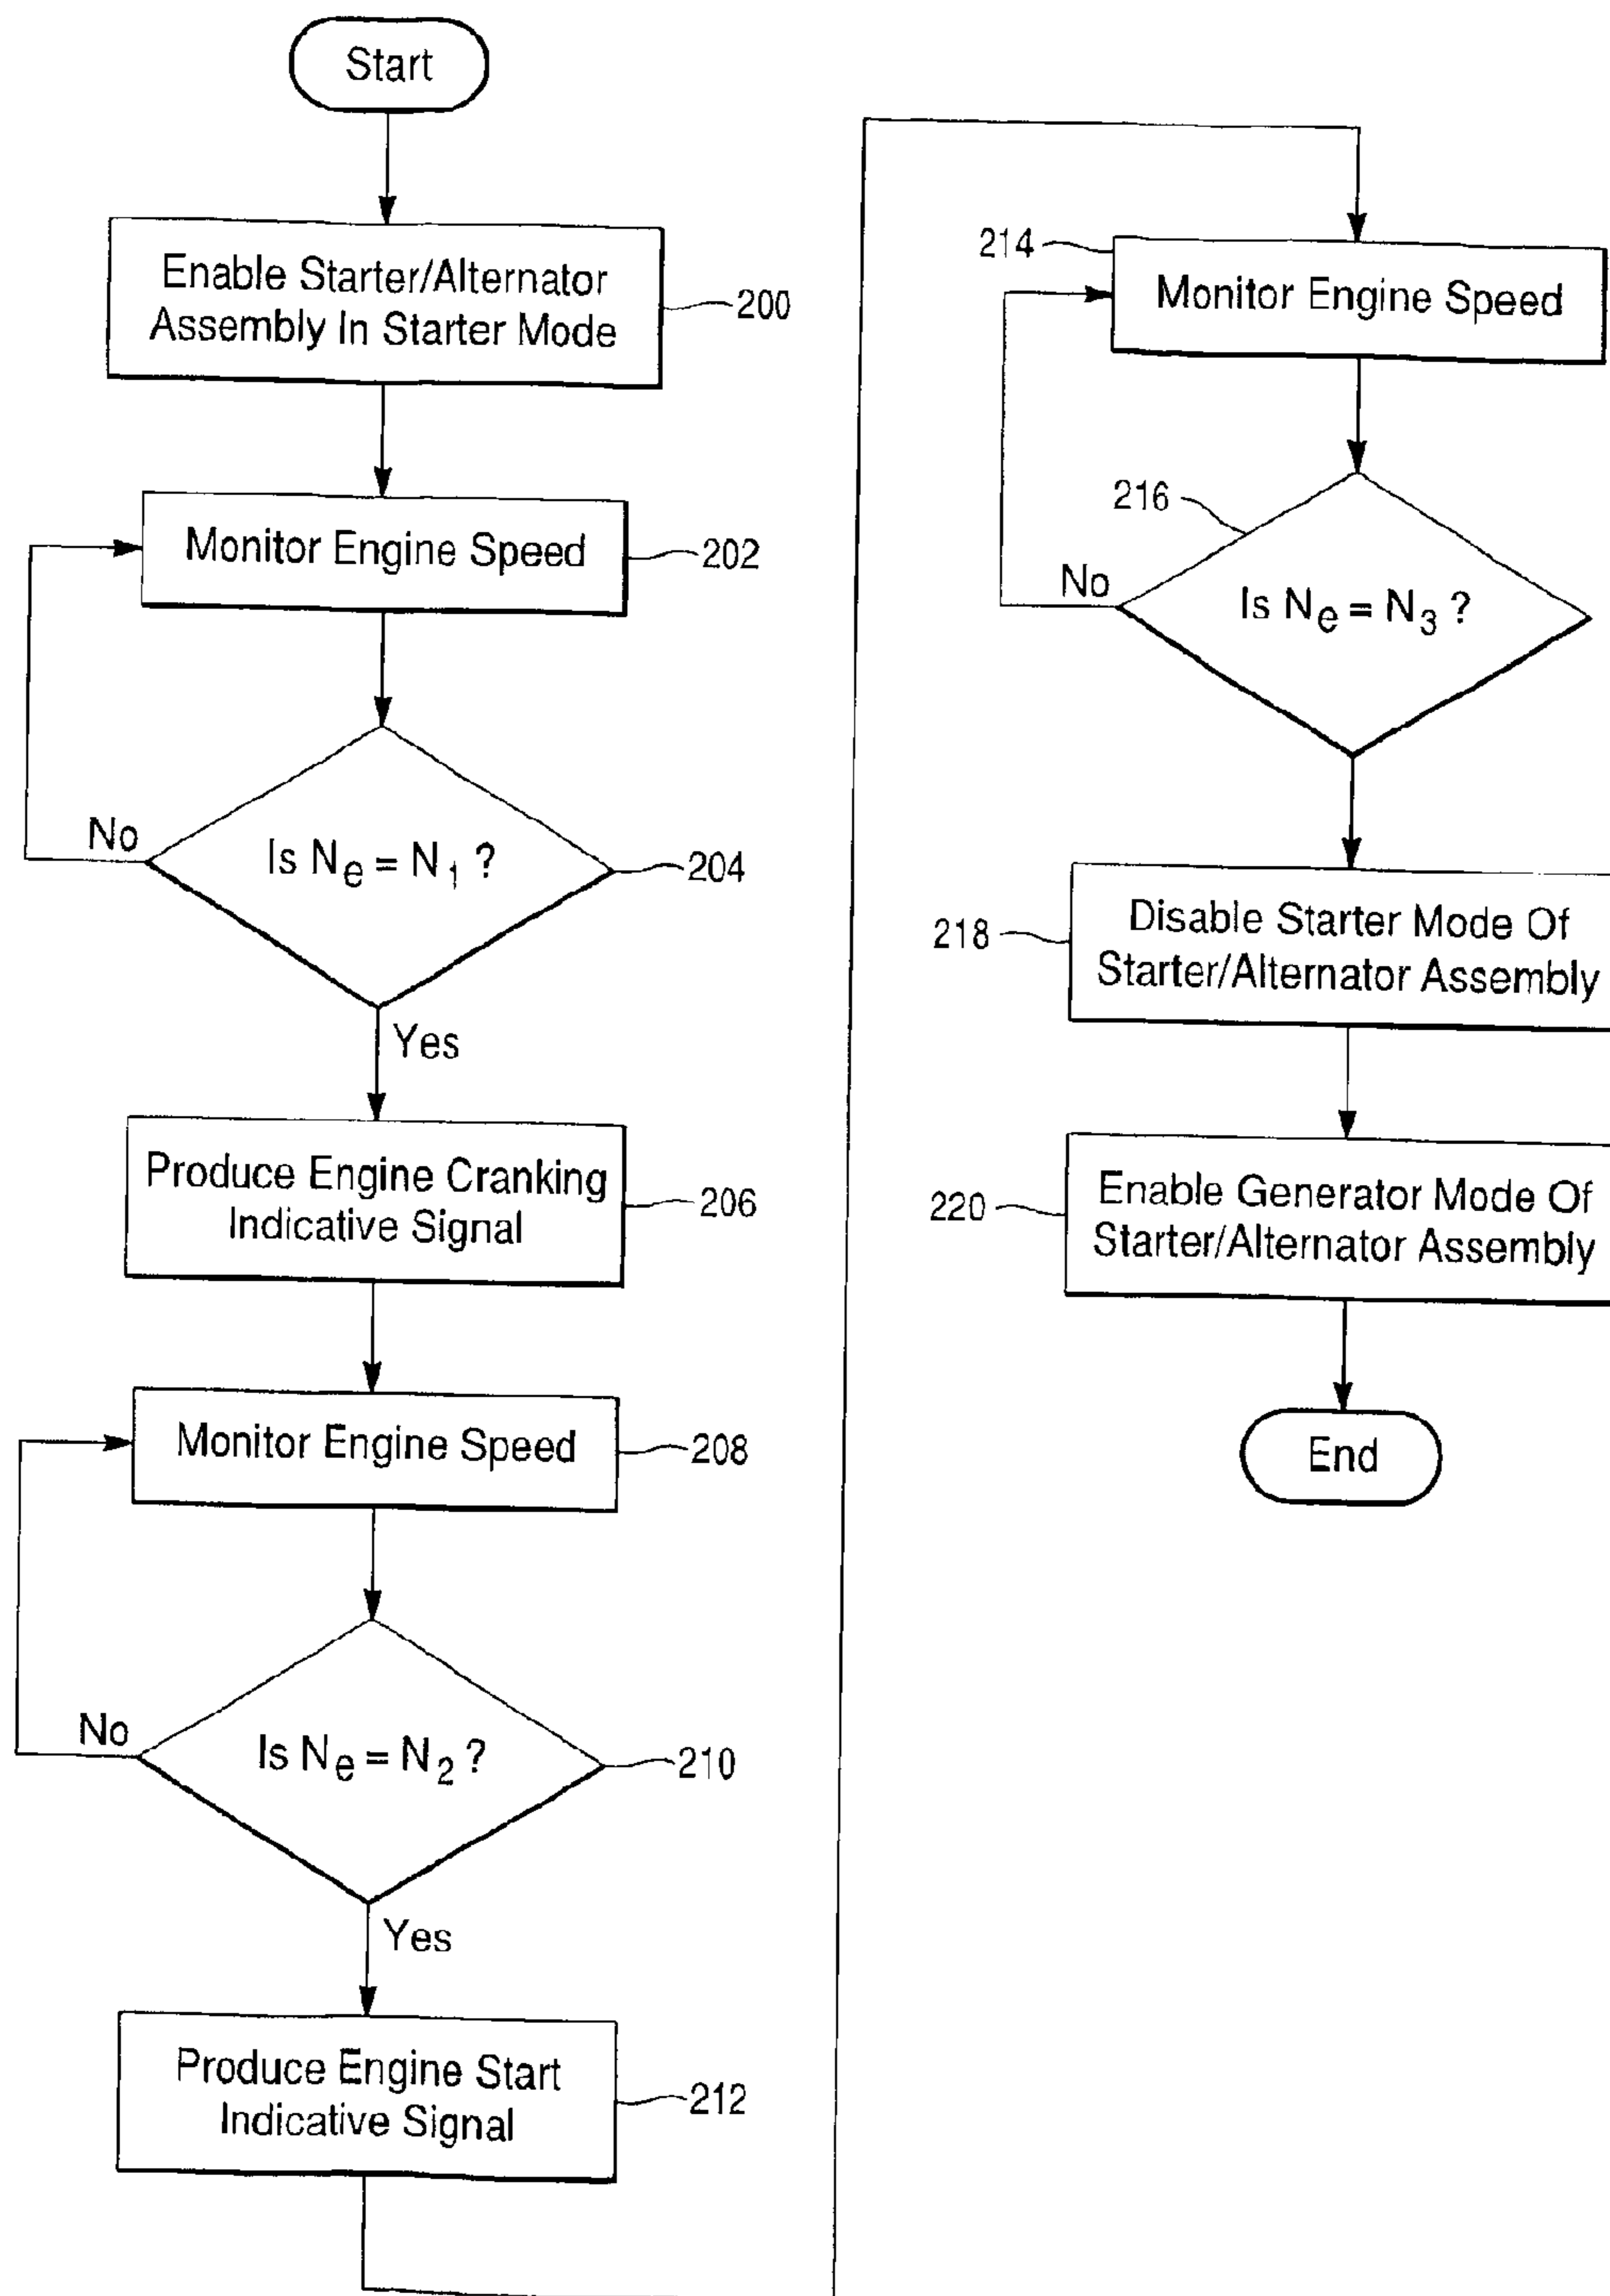 Start
Enable Starter/Alternator
Assembly In Starter Mode
200
Monitor Engine Speed
202
No
Is Ne = N1 ?
204
Yes
Produce Engine Cranking
Indicative Signal
206
Monitor Engine Speed
208
No
Is Ne = N2 ?
210
Yes
Produce Engine Start
Indicative Signal
212
214
Monitor Engine Speed
216
No
Is Ne = N3 ?
218
Disable Starter Mode Of
Starter/Alternator Assembly
220
Enable Generator Mode Of
Starter/Alternator Assembly
End